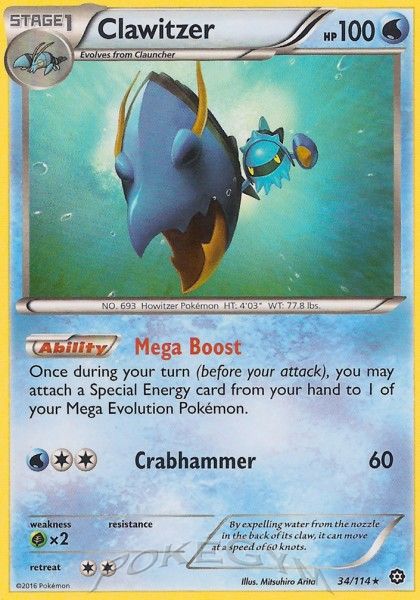 STAGE1
Clawitzer
HP100
Evolves from Clauncher
NO. 693 Howitzer Pokémon HT: 4'03" WT: 77.8 lbs.
Ability Mega Boost
Once during your turn (before your attack), you may
attach a Special Energy card from your hand to 1 of
your Mega Evolution Pokémon.
Crabhammer 60
weakness resistance
×2
retreat
By expelling water from the nozzle
in the back of its claw, it can move
at a speed of 60 knots.
POKEGYM
©2016 Pokémon
Illus. Mitsuhiro Arita
34/114★